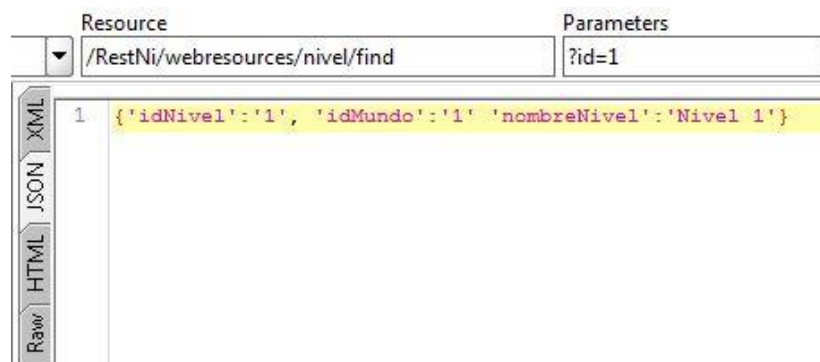 Resource
Parameters
/RestNi/webresources/nivel/find
?id=1
XML
JSON
HTML
Raw
1 {'idNivel':'1', 'idMundo':'1' 'nombreNivel':'Nivel 1'}